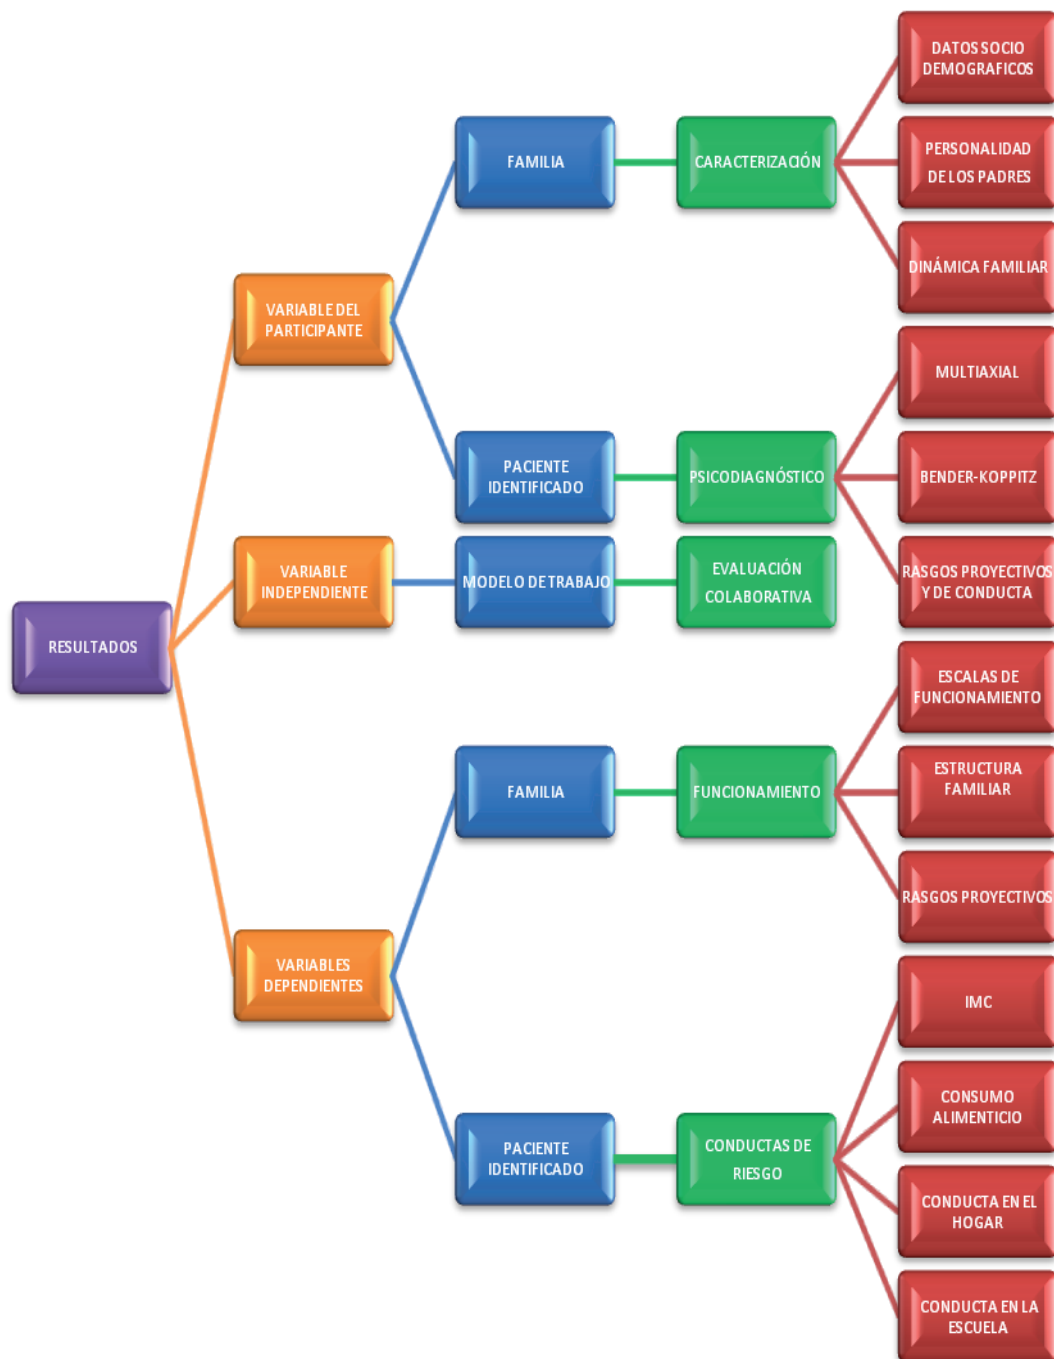 RESULTADOS
VARIABLE DEL
PARTICIPANTE
FAMILIA
CARACTERIZACIÓN
DATOS SOCIO
DEMOGRAFICOS
PERSONALIDAD
DE LOS PADRES
DINÁMICA FAMILIAR
PACIENTE
IDENTIFICADO
PSICODIAGNÓSTICO
MULTIAXIAL
BENDER-KOPPITZ
RASGOS PROYECTIVOS
Y DE CONDUCTA
VARIABLE
INDEPENDIENTE
MODELO DE TRABAJO
EVALUACIÓN
COLABORATIVA
VARIABLES
DEPENDIENTES
FAMILIA
FUNCIONAMIENTO
ESCALAS DE
FUNCIONAMIENTO
ESTRUCTURA
FAMILIAR
RASGOS PROYECTIVOS
PACIENTE
IDENTIFICADO
CONDUCTAS DE
RIESGO
IMC
CONSUMO
ALIMENTICIO
CONDUCTA EN EL
HOGAR
CONDUCTA EN LA
ESCUELA